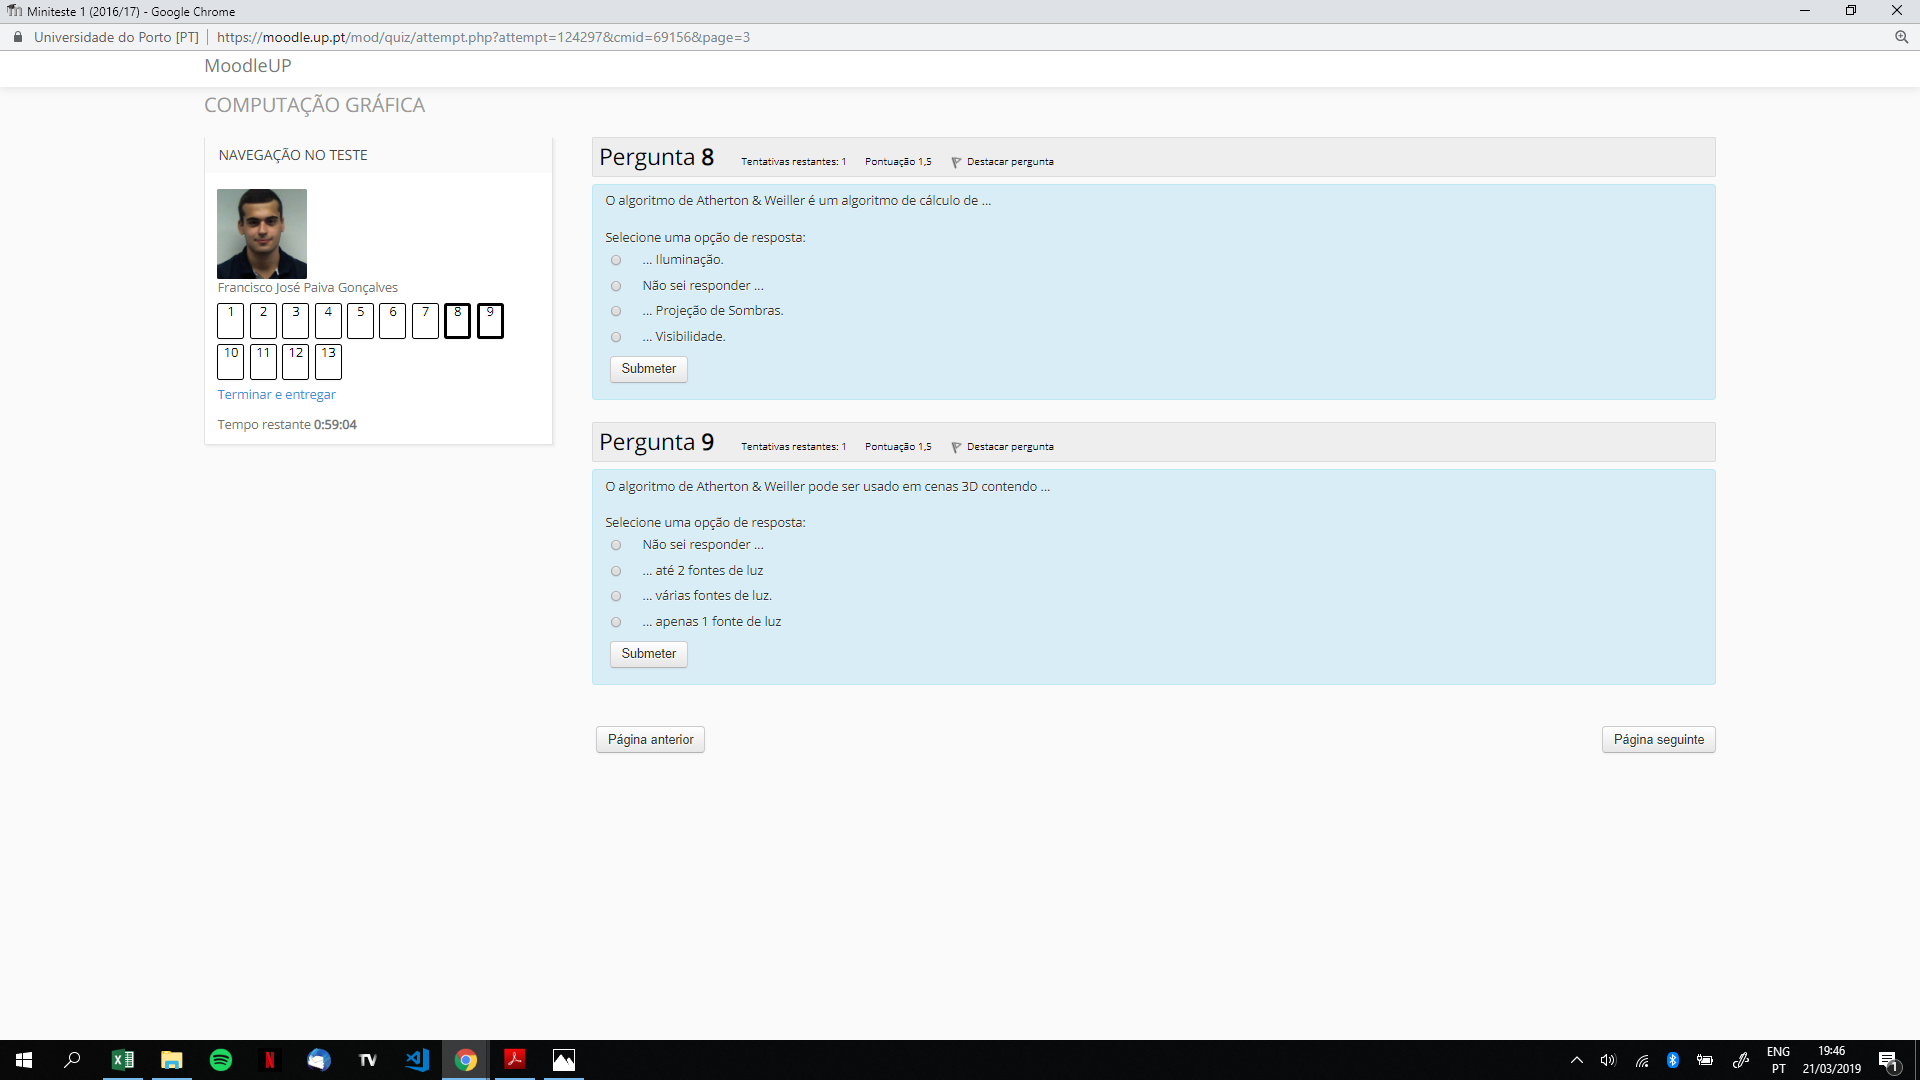 Miniteste 1 (2016/17) - Google Chrome
Universidade do Porto [PT] https://moodle.up.pt/mod/quiz/attempt.php?attempt=124297&cmid=69156&page=3
MoodleUP
COMPUTAÇÃO GRÁFICA
NAVEGAÇÃO NO TESTE
Francisco José Paiva Gonçalves
1 2 3 4 5 6 7 8 9
10 11 12 13
Terminar e entregar
Tempo restante 0:59:04
Pergunta 8 Tentativas restantes: 1 Pontuação 1,5 Destacar pergunta
O algoritmo de Atherton & Weiller é um algoritmo de cálculo de ...
Selecione uma opção de resposta:
... Iluminação.
Não sei responder ...
... Projeção de Sombras.
... Visibilidade.
Submeter
Pergunta 9 Tentativas restantes: 1 Pontuação 1,5 Destacar pergunta
O algoritmo de Atherton & Weiller pode ser usado em cenas 3D contendo ...
Selecione uma opção de resposta:
Não sei responder ...
... até 2 fontes de luz
... várias fontes de luz.
... apenas 1 fonte de luz
Submeter
Página anterior Página seguinte
N TV ENG 19:46
PT 21/03/2019 1